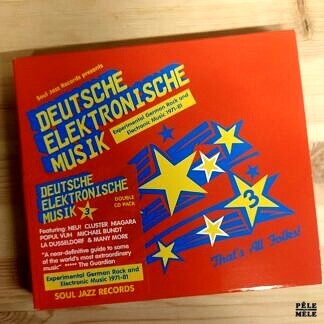 Soul Jazz Records presents
DEUTSCHE
ELEKTRONISCHE
MUSIK
Experimental German Rock and
Electronic Music 1971-81
3
That's All Folks!
DEUTSCHE
ELEKTRONISCHE
MUSIK 3
DOUBLE
CD PACK
Featuring: NEU! CLUSTER NIAGARA
POPUL VUH MICHAEL BUNDT
LA DUSSELDORF & MANY MORE
"A near-definitive guide to some
of the world's most extraordinary
music" ***** The Guardian
Experimental German Rock and
Electronic Music 1971-81
SOUL JAZZ RECORDS
PÊLE
MÊLE